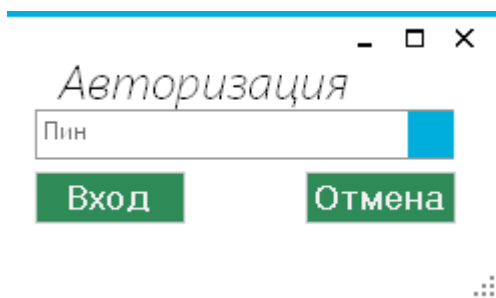 Авторизация
Пин
Вход
Отмена